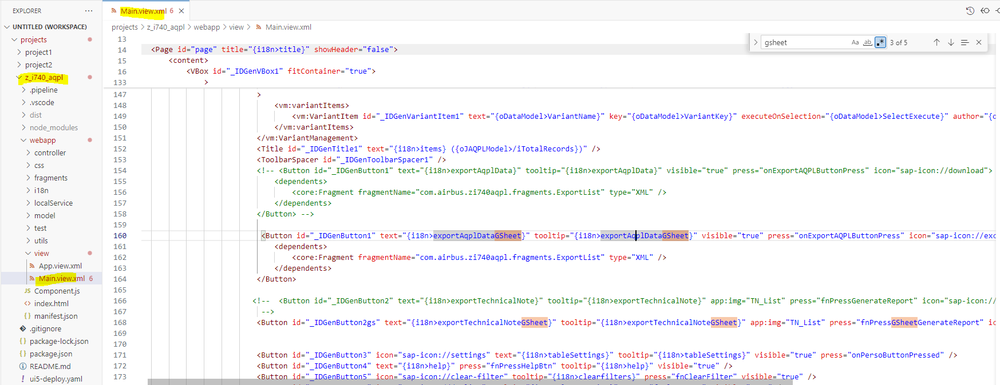 EXPLORER
UNTITLED (WORKSPACE)
projects
project1
project2
z_i740_aqpl
.pipeline
.vscode
dist
node_modules
webapp
controller
css
fragments
i18n
localService
model
test
utils
view
App.view.xml
Main.view.xml 6
JS Component.js
<> index.html
{} manifest.json
.gitignore
{} package-lock.json
{} package.json
README.md
! ui5-deploy.yaml
Main.view.xml 6
projects > z_i740_aqpl > webapp > view > Main.view.xml
gsheet Aa ab .* 3 of 5
13
14 <Page id="page" title="{i18n>title}" showHeader="false">
15 <content>
16 <VBox id="_IDGenVBox1" fitContainer="true">
133 >
147 >
148 <vm:variantItems>
149 <vm:VariantItem id="_IDGenVariantItem1" text="{oDataModel>VariantName}" key="{oDataModel>VariantKey}" executeOnSelection="{oDataModel>SelectExecute}" author="{o
150 </vm:variantItems>
151 </vm:VariantManagement>
152 <Title id="_IDGenTitle1" text="{i18n>items} ({oJAQPLModel>/iTotalRecords})" />
153 <ToolbarSpacer id="_IDGenToolbarSpacer1" />
154 <!-- <Button id="_IDGenButton1" text="{i18n>exportAqplData}" tooltip="{i18n>exportAqplData}" visible="true" press="onExportAQPLButtonPress" icon="sap-icon://download">
155 <dependents>
156 <core:Fragment fragmentName="com.airbus.zi740aqpl.fragments.ExportList" type="XML" />
157 </dependents>
158 </Button> -->
159
160 <Button id="_IDGenButton1" text="{i18n>exportAqplDataGSheet}" tooltip="{i18n>exportAqplDataGSheet}" visible="true" press="onExportAQPLButtonPress" icon="sap-icon://exc
161 <dependents>
162 <core:Fragment fragmentName="com.airbus.zi740aqpl.fragments.ExportList" type="XML" />
163 </dependents>
164 </Button>
165
166 <!-- <Button id="_IDGenButton2" text="{i18n>exportTechnicalNote}" tooltip="{i18n>exportTechnicalNote}" app:img="TN_List" press="fnPressGenerateReport" icon="sap-icon://
167 -->
168 <Button id="_IDGenButton2gs" text="{i18n>exportTechnicalNoteGSheet}" tooltip="{i18n>exportTechnicalNoteGSheet}" app:img="TN_List" press="fnPressGSheetGenerateReport" ic
169
170
171 <Button id="_IDGenButton3" icon="sap-icon://settings" text="{i18n>tableSettings}" tooltip="{i18n>tableSettings}" visible="true" press="onPersoButtonPressed" />
172 <Button id="_IDGenButton4" text="{i18n>help}" press="fnPressHelpBtn" tooltip="{i18n>help}" visible="true" />
173 <Button id="_IDGenButton5" icon="sap-icon://clear-filter" tooltip="{i18n>clearfilters}" press="fnClearFilter" visible="true" />